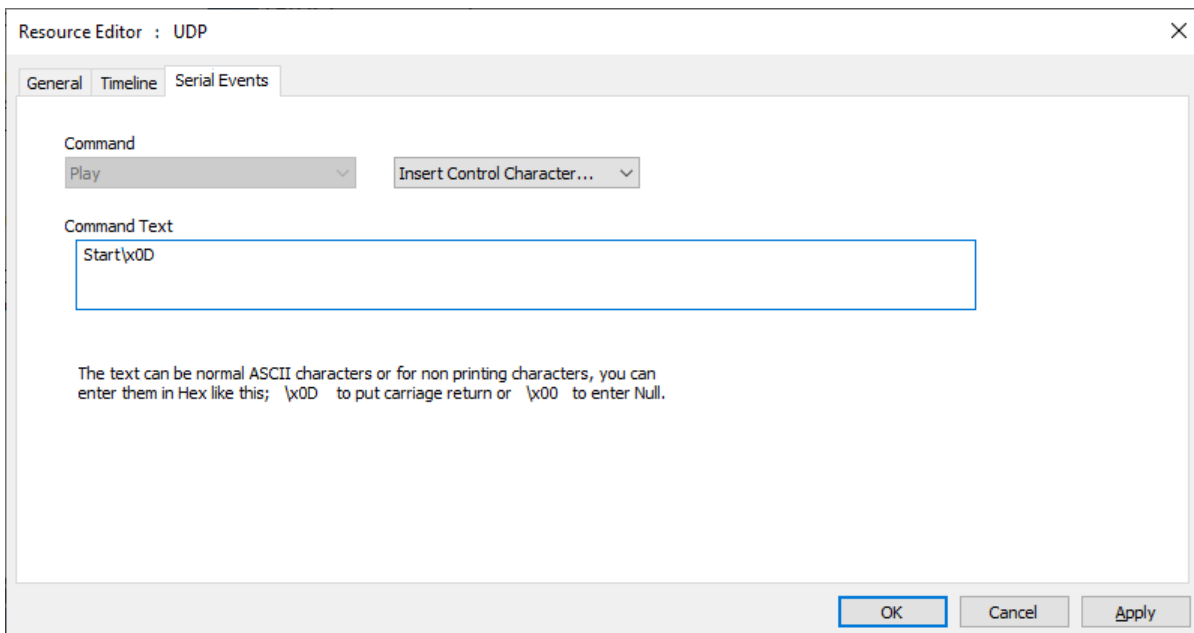 Resource Editor : UDP
General Timeline Serial Events
Command
Play Insert Control Character...
Command Text
Start\x0D
The text can be normal ASCII characters or for non printing characters, you can
enter them in Hex like this; \x0D to put carriage return or \x00 to enter Null.
OK Cancel Apply